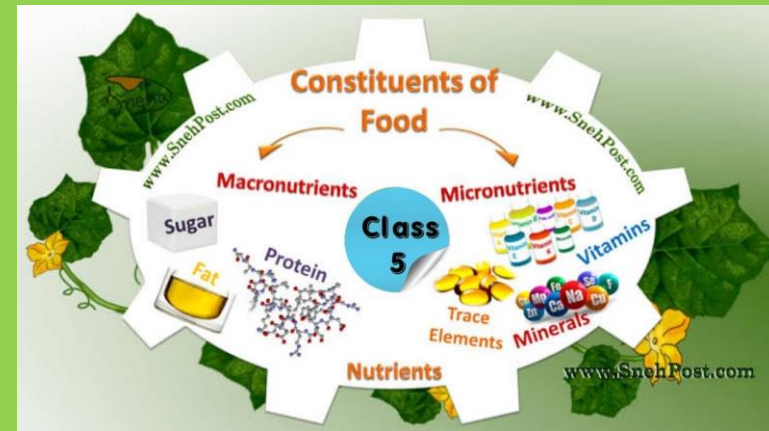 Constituents of
Food
www.SnehPost.com
www.SnehPost.com
Macronutrients
Micronutrients
Sugar
Fat
Protein
Class
5
Vitamins
Trace
Elements
Minerals
Nutrients
www.SnehPost.com